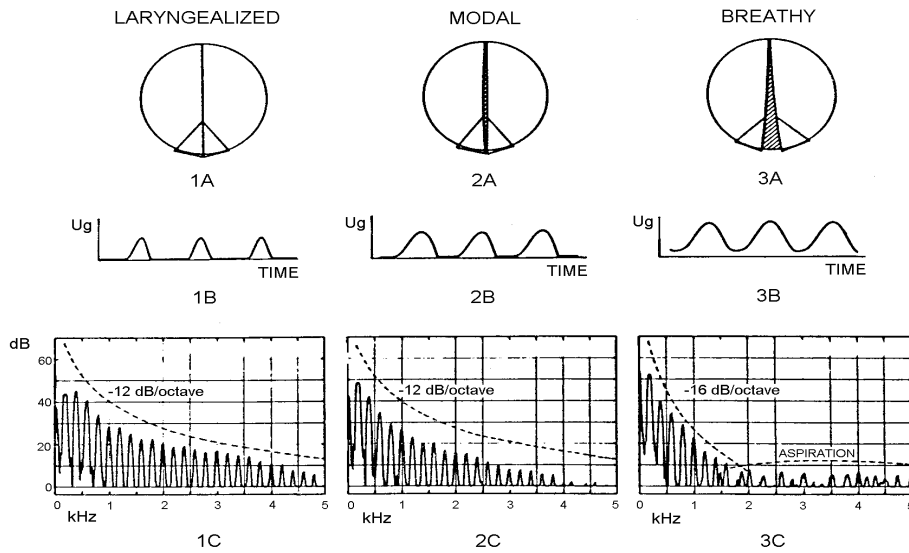 LARYNGEALIZED MODAL BREATHY
1A 2A 3A
Ug Ug Ug
TIME TIME TIME
1B 2B 3B
dB
60
-12 dB/octave -12 dB/octave -16 dB/octave
40
20
ASPIRATION
0
0 1 2 3 4 5 0 1 2 3 4 5 0 1 2 3 4 5
kHz kHz kHz
1C 2C 3C